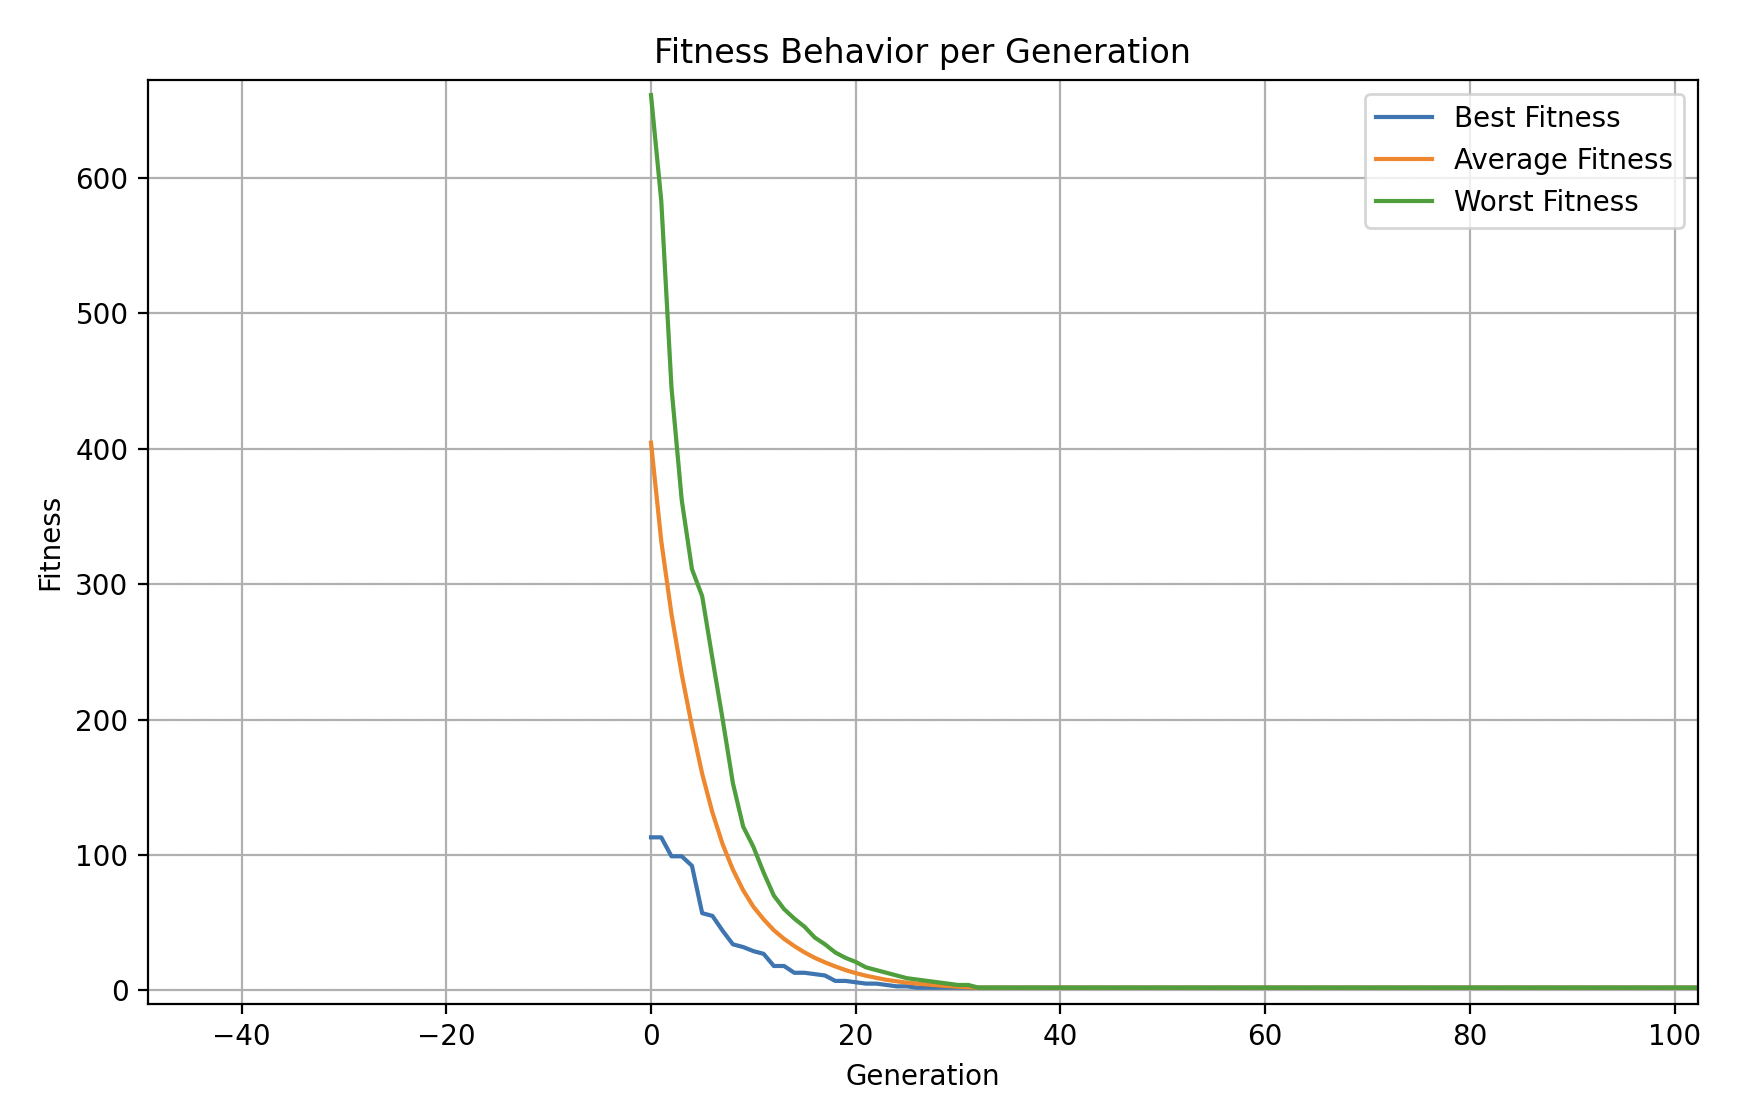 Fitness Behavior per Generation
Best Fitness
Average Fitness
Worst Fitness
600
500
400
300
200
100
0
Fitness
−40
−20
0
20
40
60
80
100
Generation